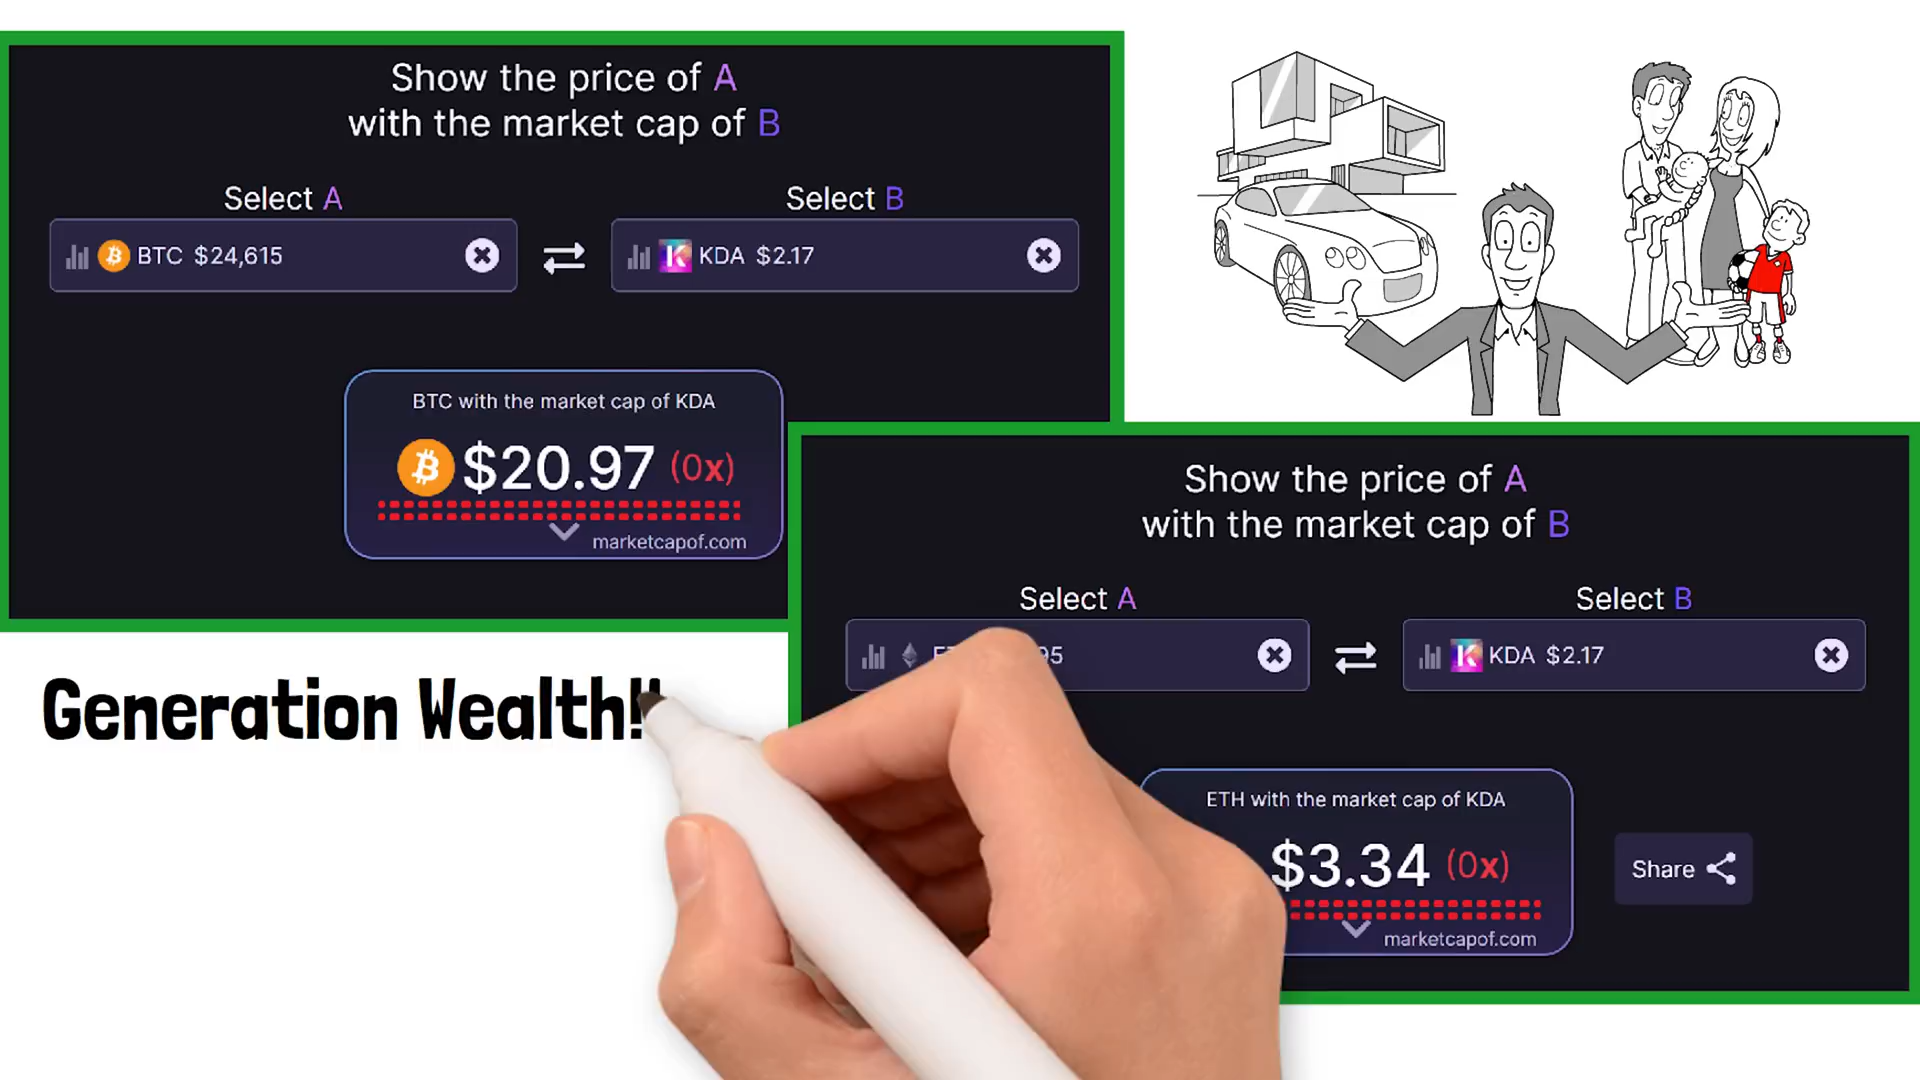 Show the price of A
with the market cap of B
Select A
Select B
BTC $24,615
KDA $2.17
BTC with the market cap of KDA
$20.97 (0x)
marketcapof.com
Show the price of A
with the market cap of B
Select A
Select B
95
KDA $2.17
ETH with the market cap of KDA
$3.34 (0x)
Share
marketcapof.com
Generation Wealth!!